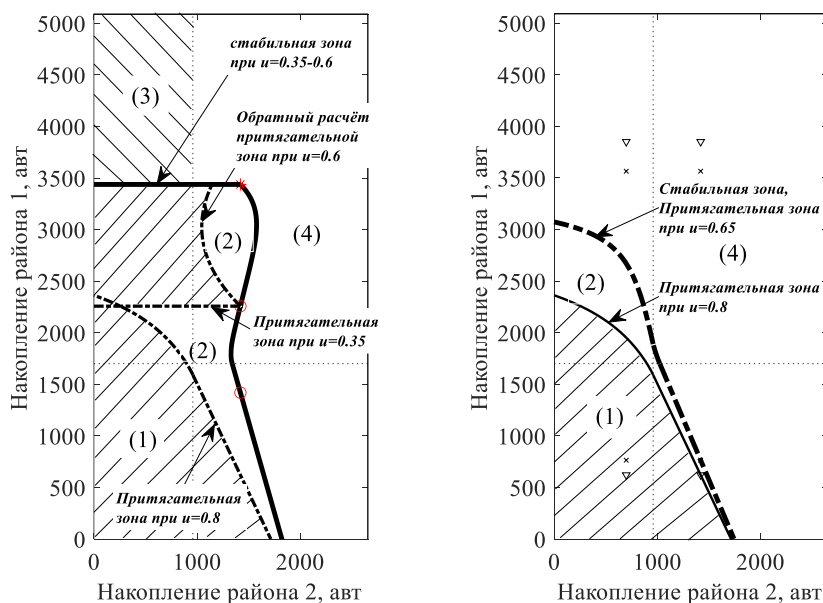 5000
4500
4000
3500
3000
2500
2000
1500
1000
500
0
0
1000
2000
Накопление района 1, авт
Накопление района 2, авт
стабильная зона
при u=0.35-0.6
(3)
Обратный расчёт
притягательной
зона при u=0.6
(2)
(4)
Притягательная
зона при u=0.35
(2)
(1)
Притягательная
зона при u=0.8
5000
4500
4000
3500
3000
2500
2000
1500
1000
500
0
0
1000
2000
Накопление района 1, авт
Накопление района 2, авт
Стабильная зона,
Притягательная зона
при u=0.65
(4)
(2)
Притягательная зона
при u=0.8
(1)